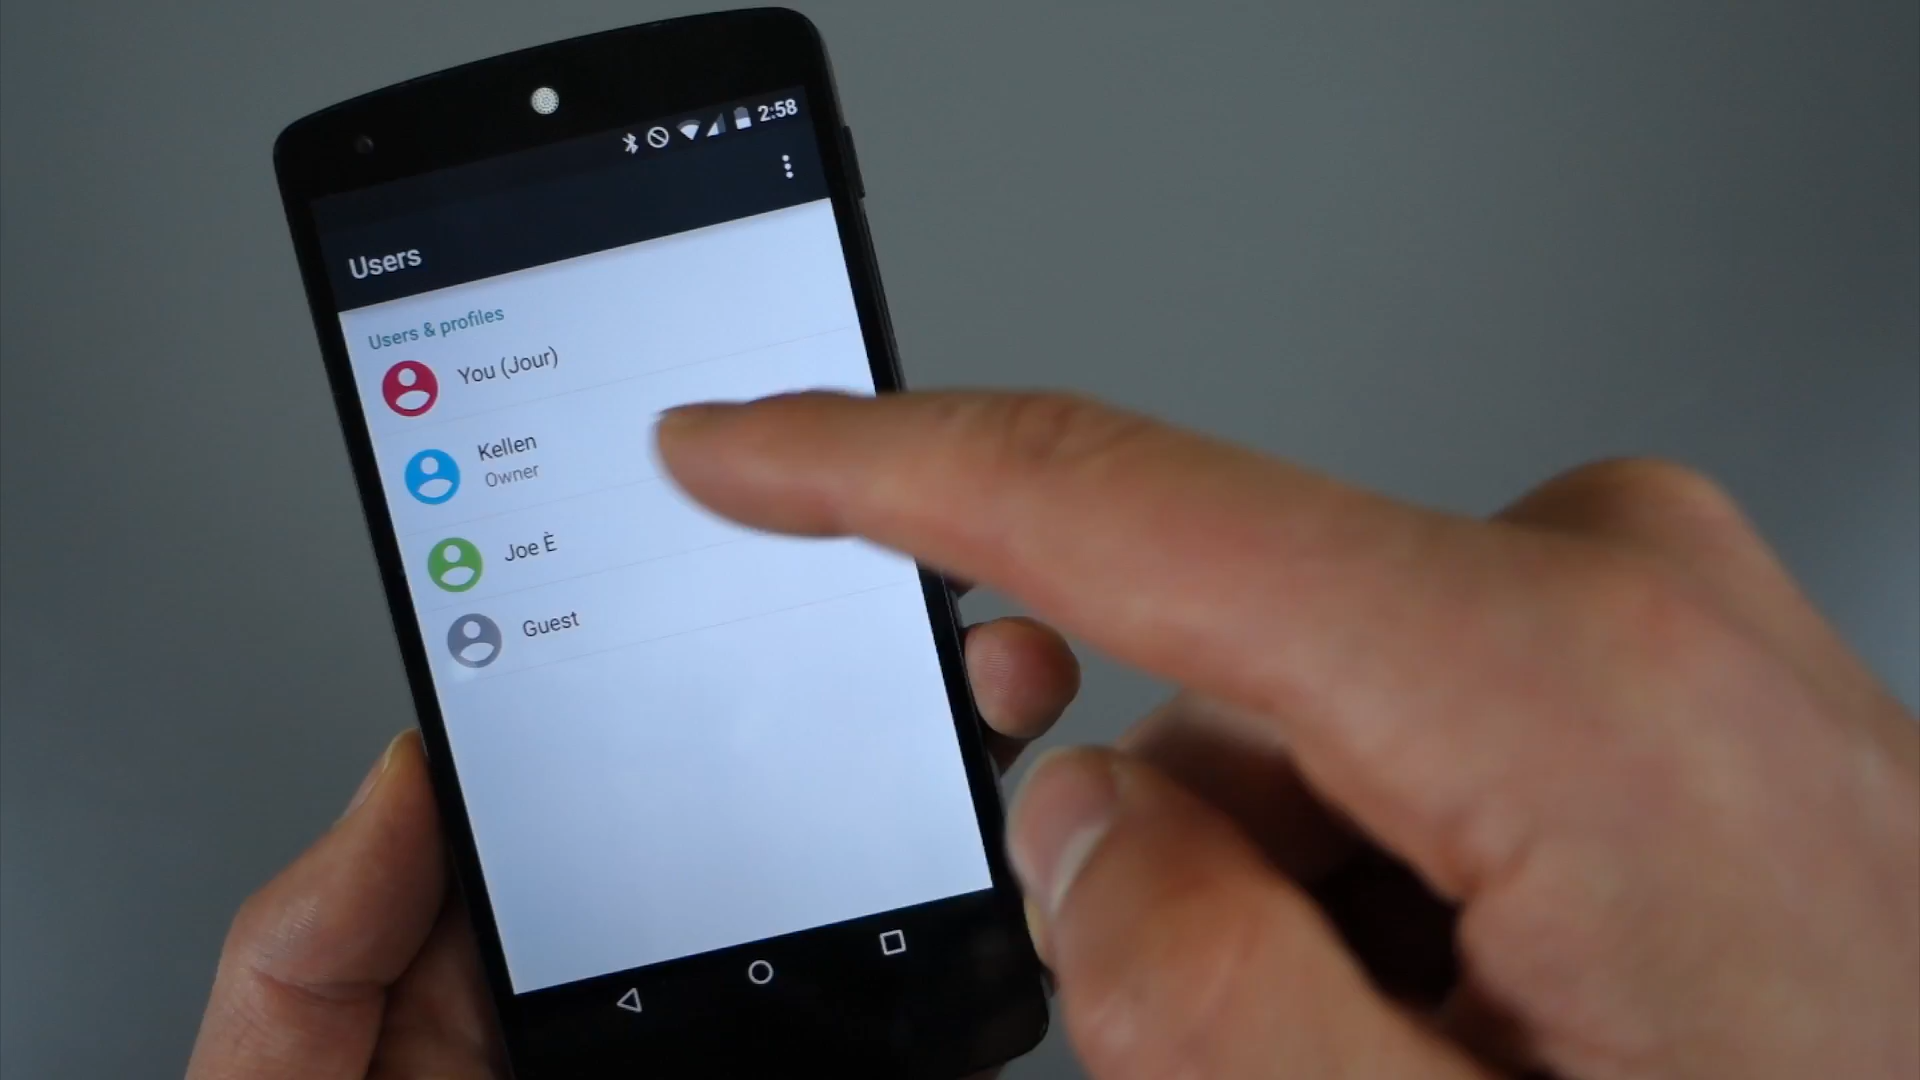 2:58
Users
Users & profiles
You (Jour)
Kellen
Owner
Joe È
Guest